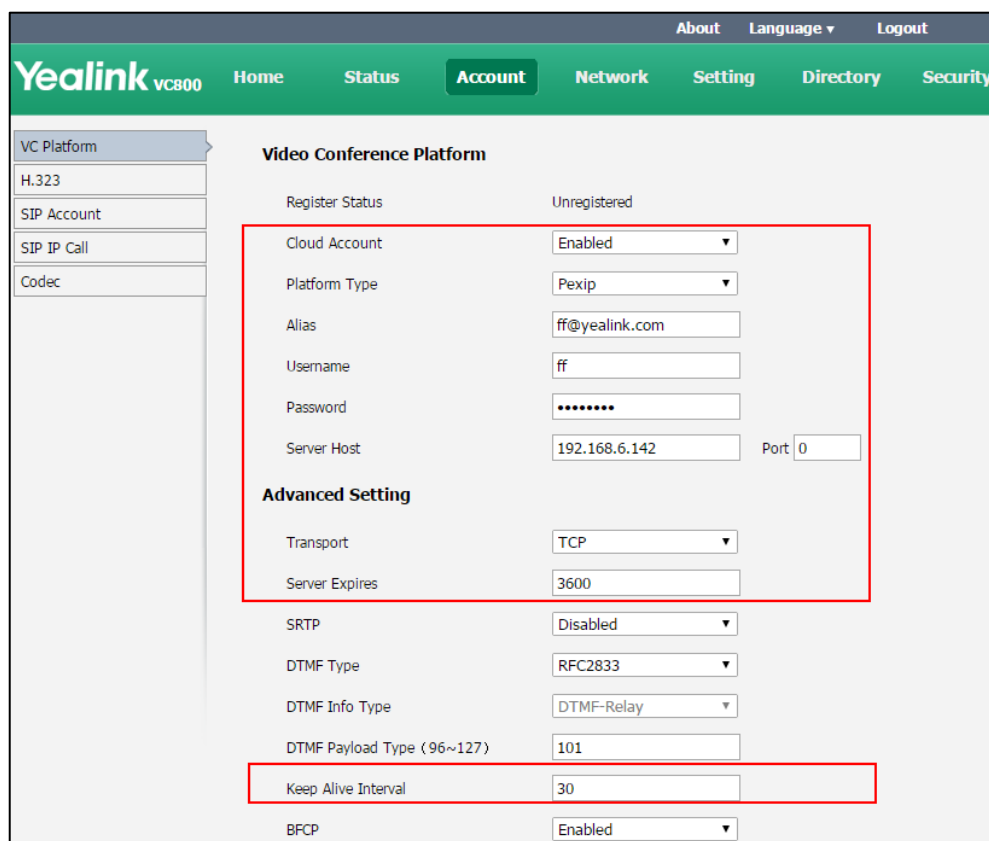 About Language ▾ Logout
Yealink VC800 Home Status Account Network Setting Directory Security
VC Platform
H.323
SIP Account
SIP IP Call
Codec
Video Conference Platform
Register Status Unregistered
Cloud Account Enabled
Platform Type Pexip
Alias ff@yealink.com
Username ff
Password ••••••••
Server Host 192.168.6.142 Port 0
Advanced Setting
Transport TCP
Server Expires 3600
SRTP Disabled
DTMF Type RFC2833
DTMF Info Type DTMF-Relay
DTMF Payload Type (96~127) 101
Keep Alive Interval 30
BFCP Enabled